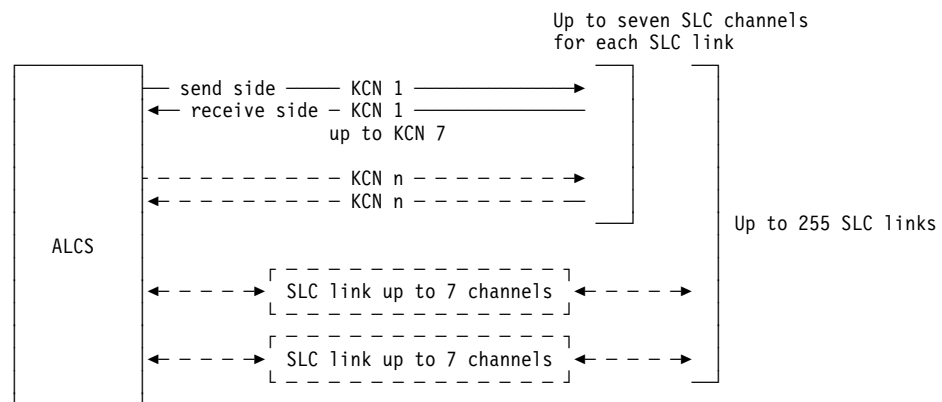 Up to seven SLC channels
for each SLC link
send side KCN 1
receive side KCN 1
up to KCN 7
KCN n
KCN n
Up to 255 SLC links
ALCS
SLC link up to 7 channels
SLC link up to 7 channels